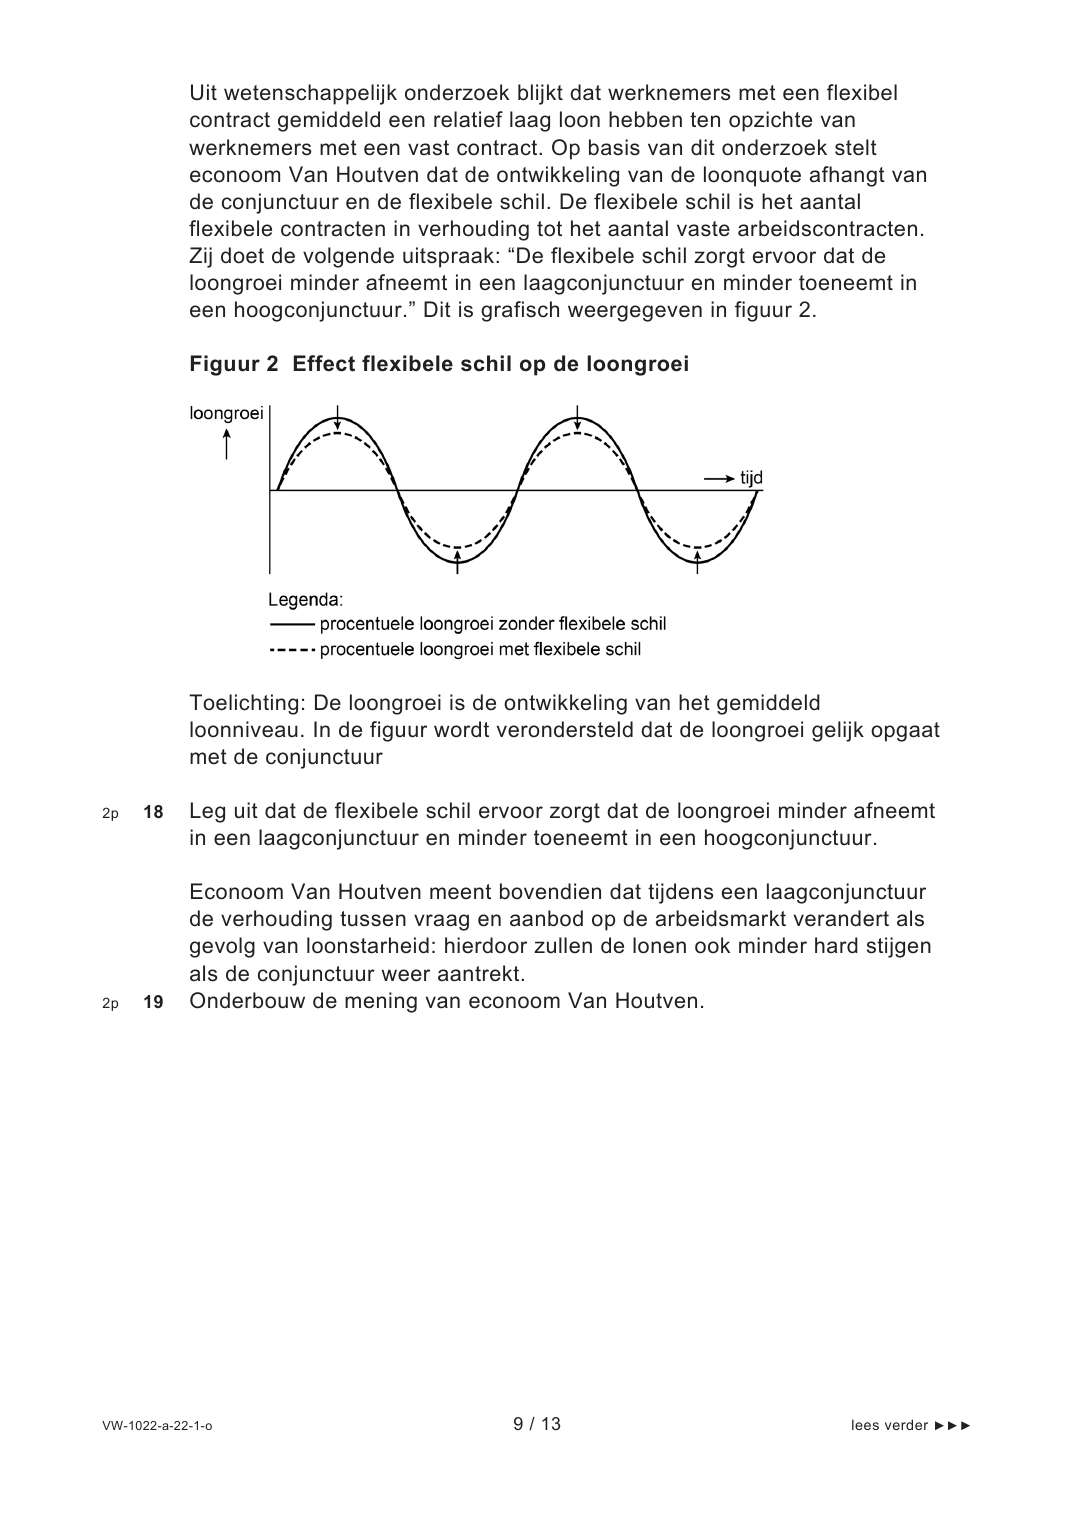 Uit wetenschappelijk onderzoek blijkt dat werknemers met een flexibel
contract gemiddeld een relatief laag loon hebben ten opzichte van
werknemers met een vast contract. Op basis van dit onderzoek stelt
econoom Van Houtven dat de ontwikkeling van de loonquote afhangt van
de conjunctuur en de flexibele schil. De flexibele schil is het aantal
flexibele contracten in verhouding tot het aantal vaste arbeidscontracten.
Zij doet de volgende uitspraak: “De flexibele schil zorgt ervoor dat de
loongroei minder afneemt in een laagconjunctuur en minder toeneemt in
een hoogconjunctuur.” Dit is grafisch weergegeven in figuur 2.
Figuur 2 Effect flexibele schil op de loongroei
loongroei
tijd
Legenda:
procentuele loongroei zonder flexibele schil
procentuele loongroei met flexibele schil
Toelichting: De loongroei is de ontwikkeling van het gemiddeld
loonniveau. In de figuur wordt verondersteld dat de loongroei gelijk opgaat
met de conjunctuur
2p 18 Leg uit dat de flexibele schil ervoor zorgt dat de loongroei minder afneemt
in een laagconjunctuur en minder toeneemt in een hoogconjunctuur.
Econoom Van Houtven meent bovendien dat tijdens een laagconjunctuur
de verhouding tussen vraag en aanbod op de arbeidsmarkt verandert als
gevolg van loonstarheid: hierdoor zullen de lonen ook minder hard stijgen
als de conjunctuur weer aantrekt.
2p 19 Onderbouw de mening van econoom Van Houtven.
VW-1022-a-22-1-o 9 / 13 lees verder ►►►